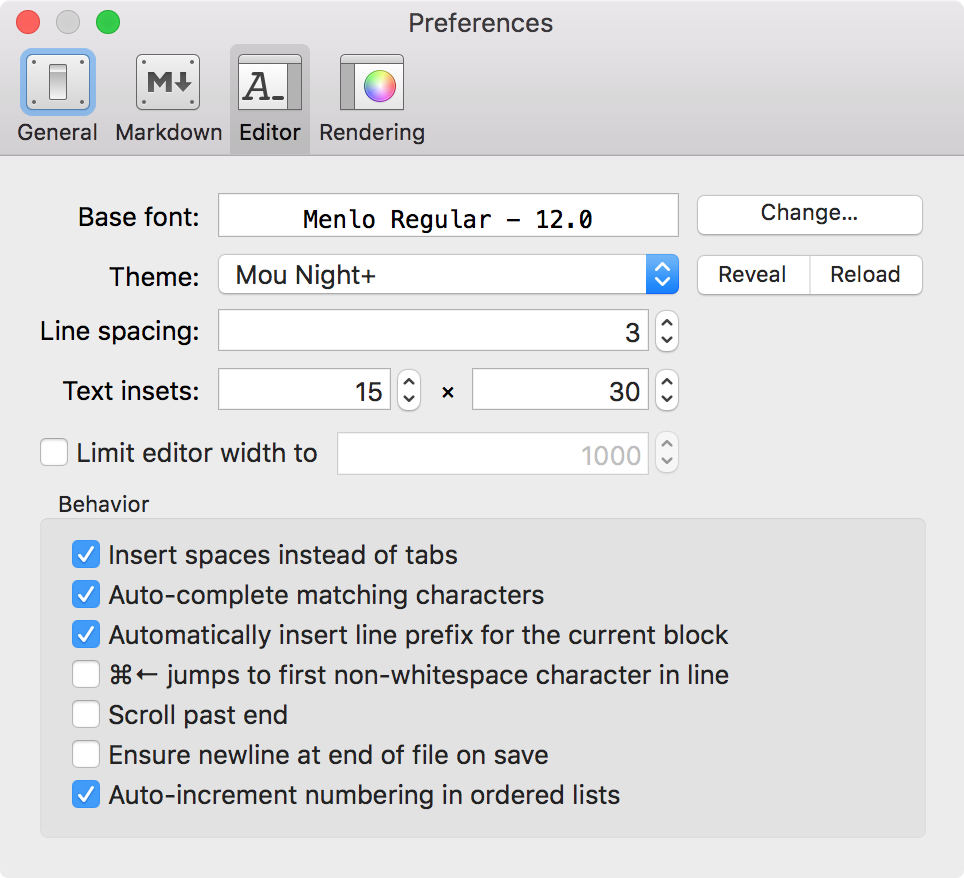 Preferences
General Markdown Editor Rendering
Base font: Menlo Regular – 12.0 Change...
Theme: Mou Night+ Reveal Reload
Line spacing: 3
Text insets: 15 × 30
Limit editor width to 1000
Behavior
Insert spaces instead of tabs
Auto-complete matching characters
Automatically insert line prefix for the current block
⌘← jumps to first non-whitespace character in line
Scroll past end
Ensure newline at end of file on save
Auto-increment numbering in ordered lists